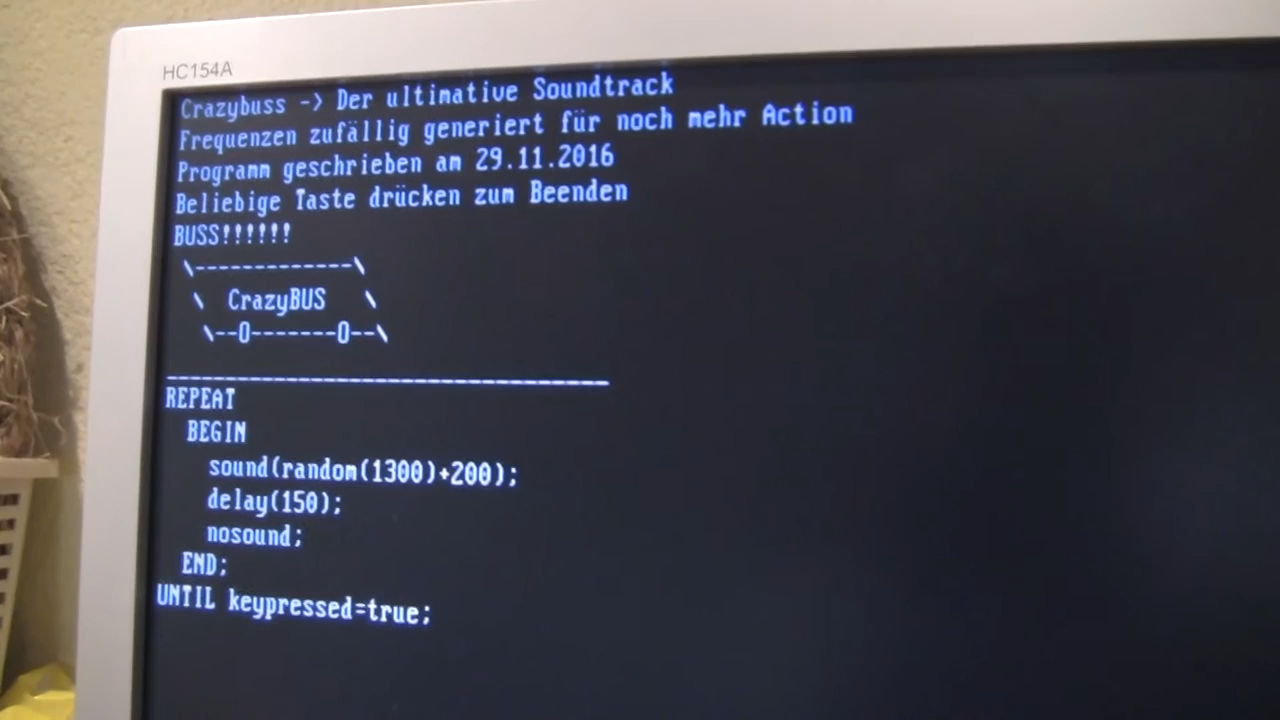 HC154A
Crazybuss -> Der ultimative Soundtrack
Frequenzen zufällig generiert für noch mehr Action
Programm geschrieben am 29.11.2016
Beliebige Taste drücken zum Beenden
BUSS!!!!!!
\-------------\
\ CrazyBUS \
\--O-------O--\
_________________________________
REPEAT
BEGIN
sound(random(1300)+200);
delay(150);
nosound;
END;
UNTIL keypressed=true;